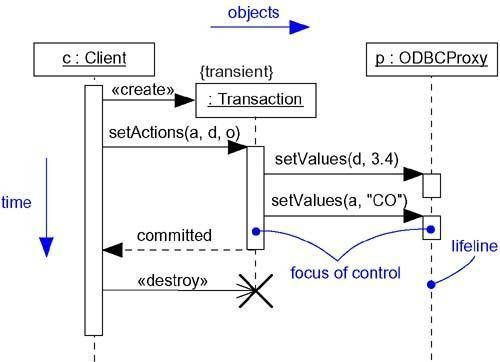 objects
c : Client
p : ODBCProxy
{transient}
«create»
: Transaction
setActions(a, d, o)
setValues(d, 3.4)
time
setValues(a, "CO")
committed
focus of control
lifeline
«destroy»